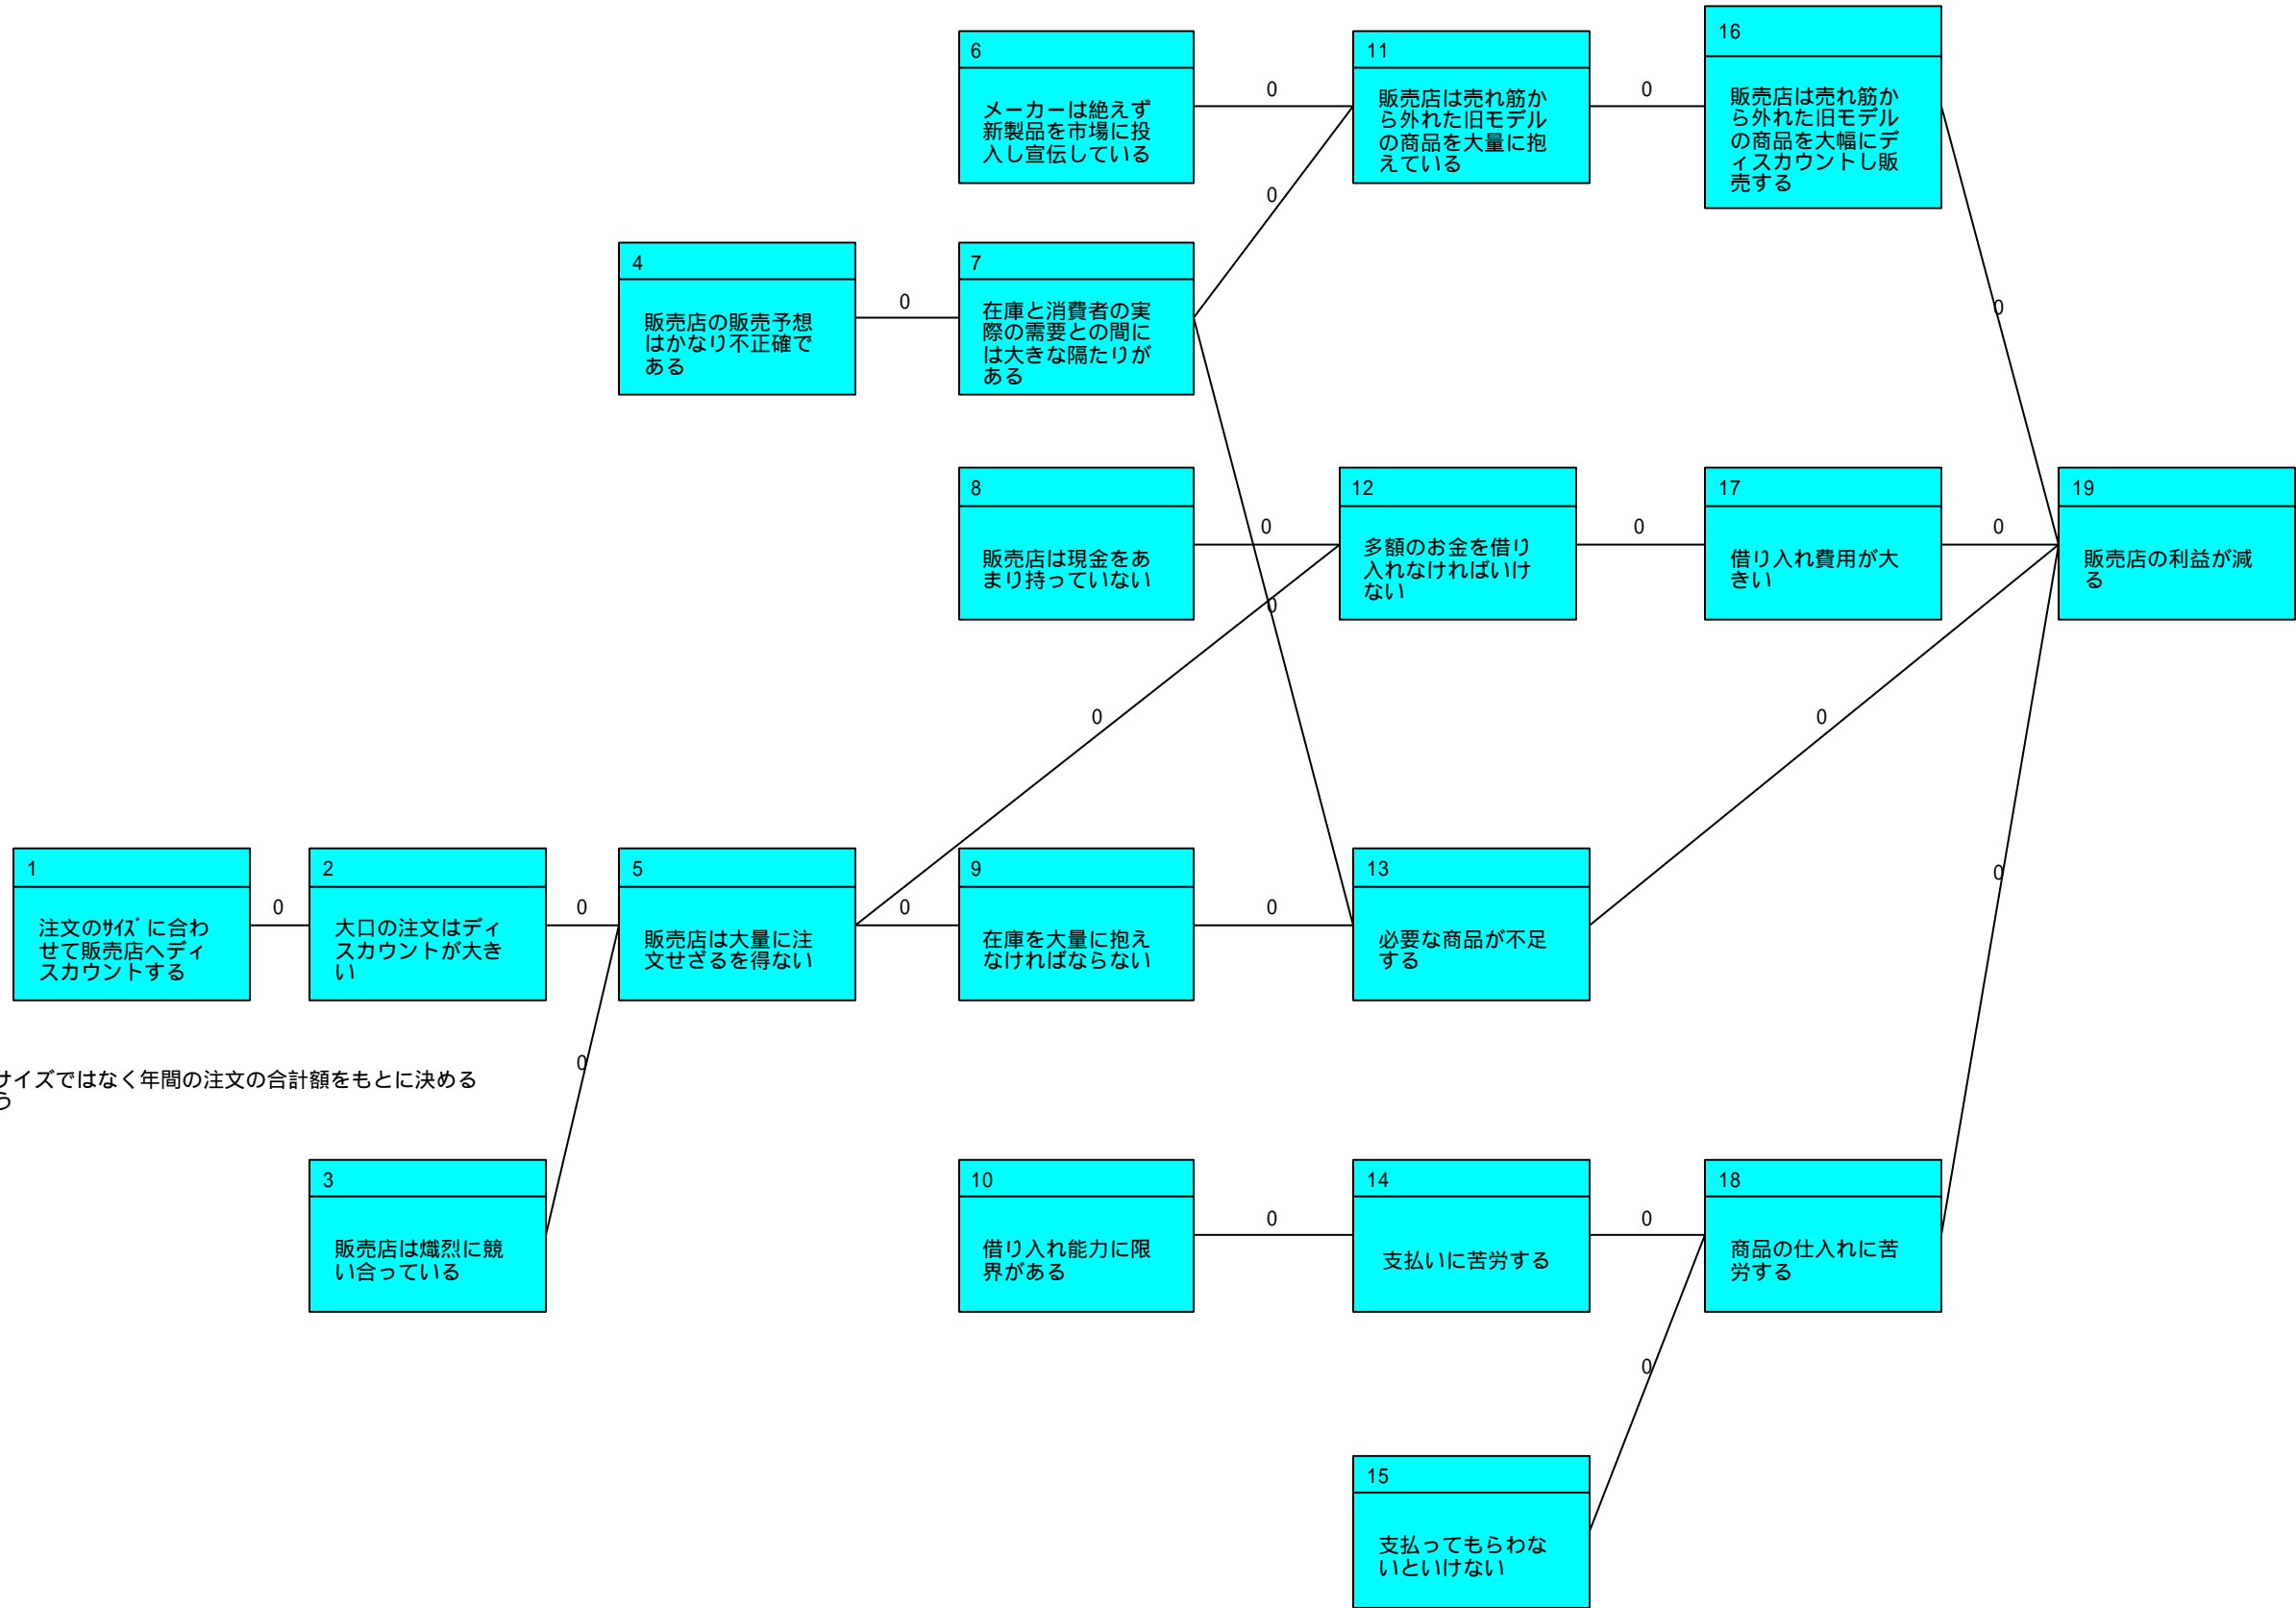 6
メーカーは絶えず
新製品を市場に投
入し宣伝している
0
11
販売店は売れ筋か
ら外れた旧モデル
の商品を大量に抱
えている
0
16
販売店は売れ筋か
ら外れた旧モデル
の商品を大幅にデ
ィスカウントし販
売する
0
4
販売店の販売予想
はかなり不正確で
ある
0
7
在庫と消費者の実
際の需要との間に
は大きな隔たりが
ある
0
8
販売店は現金をあ
まり持っていない
0
12
多額のお金を借り
入れなければいけ
ない
0
17
借り入れ費用が大
きい
0
19
販売店の利益が減
る
0
0
0
1
注文のｻｲｽﾞに合わ
せて販売店へディ
スカウントする
0
2
大口の注文はディ
スカウントが大き
い
0
5
販売店は大量に注
文せざるを得ない
0
9
在庫を大量に抱え
なければならない
0
13
必要な商品が不足
する
0
0
サイズではなく年間の注文の合計額をもとに決める
0
3
販売店は熾烈に競
い合っている
10
借り入れ能力に限
界がある
0
14
支払いに苦労する
0
18
商品の仕入れに苦
労する
0
15
支払ってもらわな
いといけない